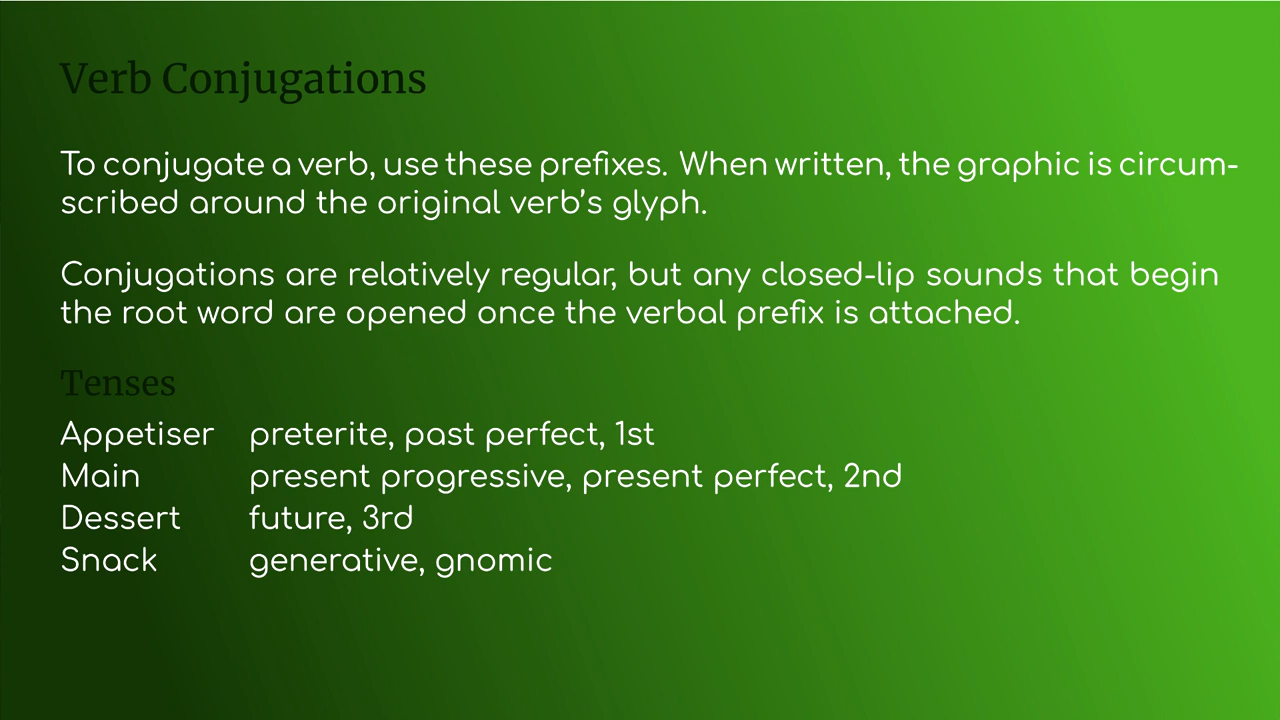 Verb Conjugations
To conjugate a verb, use these prefixes. When written, the graphic is circum-
scribed around the original verb’s glyph.
Conjugations are relatively regular, but any closed-lip sounds that begin
the root word are opened once the verbal prefix is attached.
Tenses
Appetiser preterite, past perfect, 1st
Main present progressive, present perfect, 2nd
Dessert future, 3rd
Snack generative, gnomic